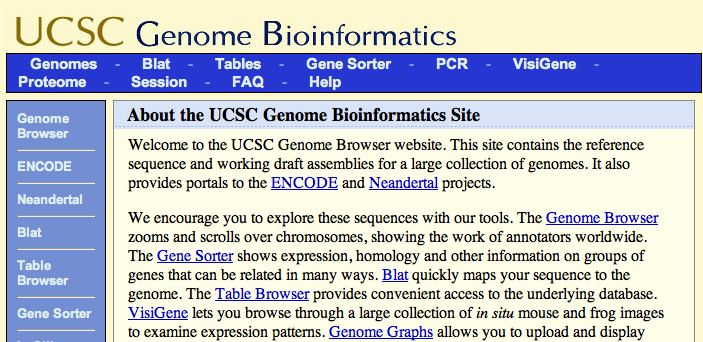 UCSC Genome Bioinformatics
Genomes - Blat - Tables - Gene Sorter - PCR - VisiGene -
Proteome - Session - FAQ - Help
Genome
Browser
ENCODE
Neandertal
Blat
Table
Browser
Gene Sorter
About the UCSC Genome Bioinformatics Site
Welcome to the UCSC Genome Browser website. This site contains the reference
sequence and working draft assemblies for a large collection of genomes. It also
provides portals to the ENCODE and Neandertal projects.
We encourage you to explore these sequences with our tools. The Genome Browser
zooms and scrolls over chromosomes, showing the work of annotators worldwide.
The Gene Sorter shows expression, homology and other information on groups of
genes that can be related in many ways. Blat quickly maps your sequence to the
genome. The Table Browser provides convenient access to the underlying database.
VisiGene lets you browse through a large collection of in situ mouse and frog images
to examine expression patterns. Genome Graphs allows you to upload and display